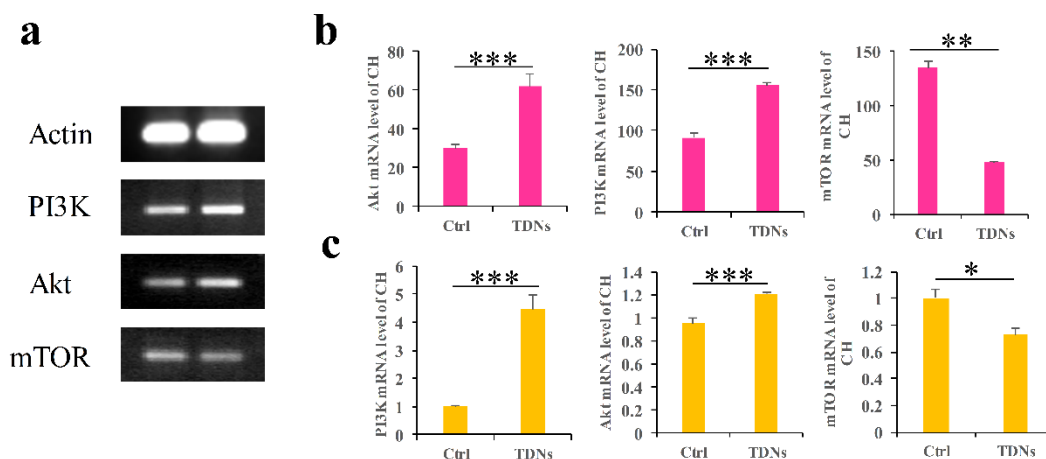 a
Actin
PI3K
Akt
mTOR
b
Akt mRNA level of CH
80
60
40
20
0
***
Ctrl
TDNs
PI3K mRNA level of CH
200
150
100
50
0
***
Ctrl
TDNs
mTOR mRNA level of
CH
150
100
50
0
**
Ctrl
TDNs
c
PI3K mRNA level of CH
6
5
4
3
2
1
0
***
Ctrl
TDNs
Akt mRNA level of CH
1.4
1.2
1
0.8
0.6
0.4
0.2
0
***
Ctrl
TDNs
mTOR mRNA level of
CH
1.2
1
0.8
0.6
0.4
0.2
0
*
Ctrl
TDNs